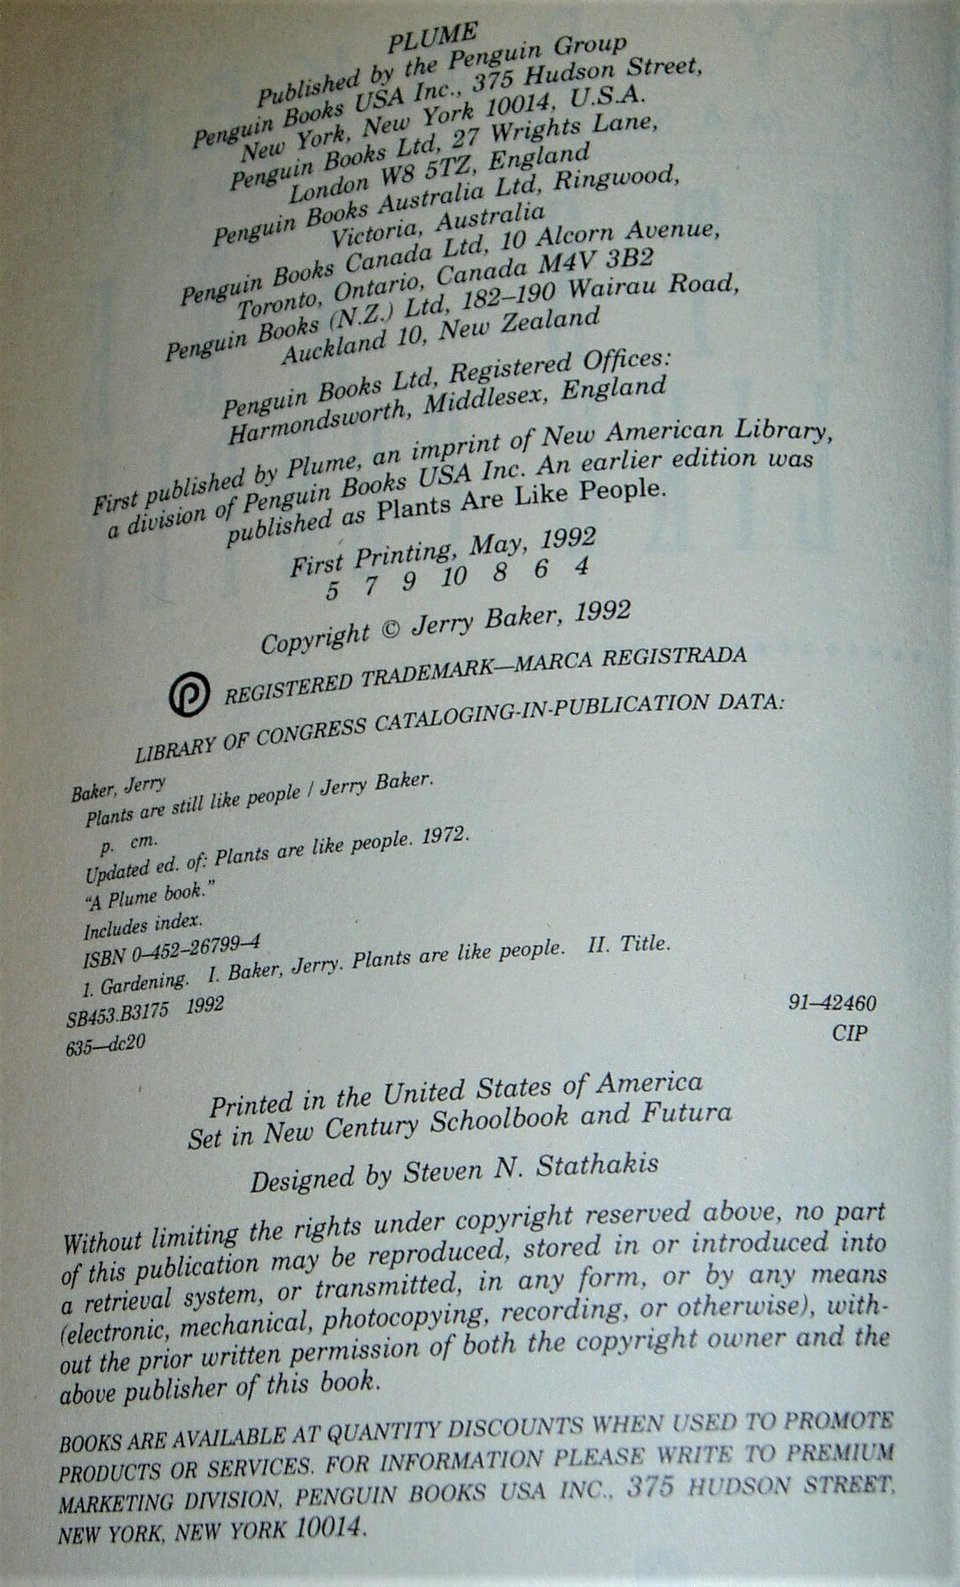 PLUME
Published by the Penguin Group
Penguin Books USA Inc., 375 Hudson Street,
New York, New York 10014, U.S.A.
Penguin Books Ltd, 27 Wrights Lane,
London W8 5TZ, England
Penguin Books Australia Ltd, Ringwood,
Victoria, Australia
Penguin Books Canada Ltd, 10 Alcorn Avenue,
Toronto, Ontario, Canada M4V 3B2
Penguin Books (N.Z.) Ltd, 182–190 Wairau Road,
Auckland 10, New Zealand
Penguin Books Ltd, Registered Offices:
Harmondsworth, Middlesex, England
First published by Plume, an imprint of New American Library,
a division of Penguin Books USA Inc. An earlier edition was
published as Plants Are Like People.
First Printing, May, 1992
5 7 9 10 8 6 4
Copyright © Jerry Baker, 1992
REGISTERED TRADEMARK—MARCA REGISTRADA
LIBRARY OF CONGRESS CATALOGING-IN-PUBLICATION DATA:
Baker, Jerry
Plants are still like people / Jerry Baker.
p. cm.
Updated ed. of: Plants are like people. 1972.
“A Plume book.”
Includes index.
ISBN 0–452–26799–4
1. Gardening. I. Baker, Jerry. Plants are like people. II. Title.
SB453.B3175 1992
91–42460
635—dc20
CIP
Printed in the United States of America
Set in New Century Schoolbook and Futura
Designed by Steven N. Stathakis
Without limiting the rights under copyright reserved above, no part
of this publication may be reproduced, stored in or introduced into
a retrieval system, or transmitted, in any form, or by any means
(electronic, mechanical, photocopying, recording, or otherwise), with-
out the prior written permission of both the copyright owner and the
above publisher of this book.
BOOKS ARE AVAILABLE AT QUANTITY DISCOUNTS WHEN USED TO PROMOTE
PRODUCTS OR SERVICES. FOR INFORMATION PLEASE WRITE TO PREMIUM
MARKETING DIVISION, PENGUIN BOOKS USA INC., 375 HUDSON STREET,
NEW YORK, NEW YORK 10014.